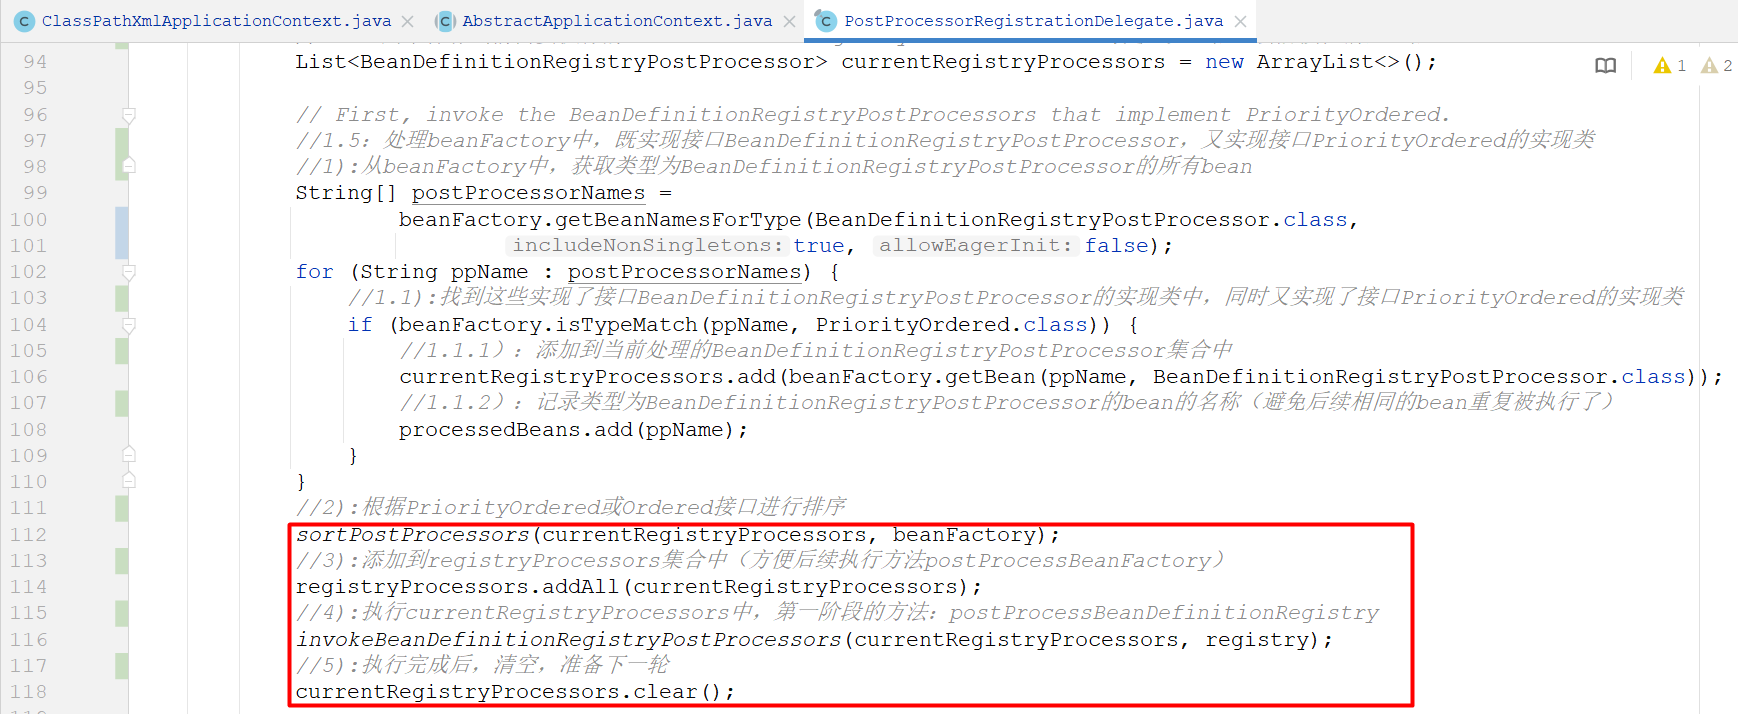 ClassPathXmlApplicationContext.java
AbstractApplicationContext.java
PostProcessorRegistrationDelegate.java
94 List<BeanDefinitionRegistryPostProcessor> currentRegistryProcessors = new ArrayList<>();
1 2
95
96 // First, invoke the BeanDefinitionRegistryPostProcessors that implement PriorityOrdered.
97 //1.5：处理beanFactory中，既实现接口BeanDefinitionRegistryPostProcessor，又实现接口PriorityOrdered的实现类
98 //1):从beanFactory中，获取类型为BeanDefinitionRegistryPostProcessor的所有bean
99 String[] postProcessorNames =
100 beanFactory.getBeanNamesForType(BeanDefinitionRegistryPostProcessor.class,
101 includeNonSingletons: true, allowEagerInit: false);
102 for (String ppName : postProcessorNames) {
103 //1.1):找到这些实现了接口BeanDefinitionRegistryPostProcessor的实现类中，同时又实现了接口PriorityOrdered的实现类
104 if (beanFactory.isTypeMatch(ppName, PriorityOrdered.class)) {
105 //1.1.1）：添加到当前处理的BeanDefinitionRegistryPostProcessor集合中
106 currentRegistryProcessors.add(beanFactory.getBean(ppName, BeanDefinitionRegistryPostProcessor.class));
107 //1.1.2）：记录类型为BeanDefinitionRegistryPostProcessor的bean的名称（避免后续相同的bean重复被执行了）
108 processedBeans.add(ppName);
109 }
110 }
111 //2):根据PriorityOrdered或Ordered接口进行排序
112 sortPostProcessors(currentRegistryProcessors, beanFactory);
113 //3):添加到registryProcessors集合中（方便后续执行方法postProcessBeanFactory）
114 registryProcessors.addAll(currentRegistryProcessors);
115 //4):执行currentRegistryProcessors中，第一阶段的方法：postProcessBeanDefinitionRegistry
116 invokeBeanDefinitionRegistryPostProcessors(currentRegistryProcessors, registry);
117 //5):执行完成后，清空，准备下一轮
118 currentRegistryProcessors.clear();